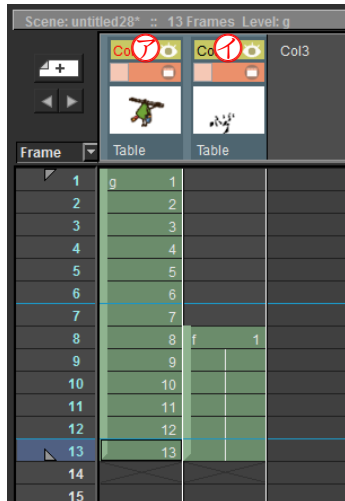 Scene: untitled28* :: 13 Frames Level: g
Co ア イ Col3
Frame Table Table
1 g 1
2 2
3 3
4 4
5 5
6 6
7 7
8 8 f 1
9 9
10 10
11 11
12 12
13 13
14
15